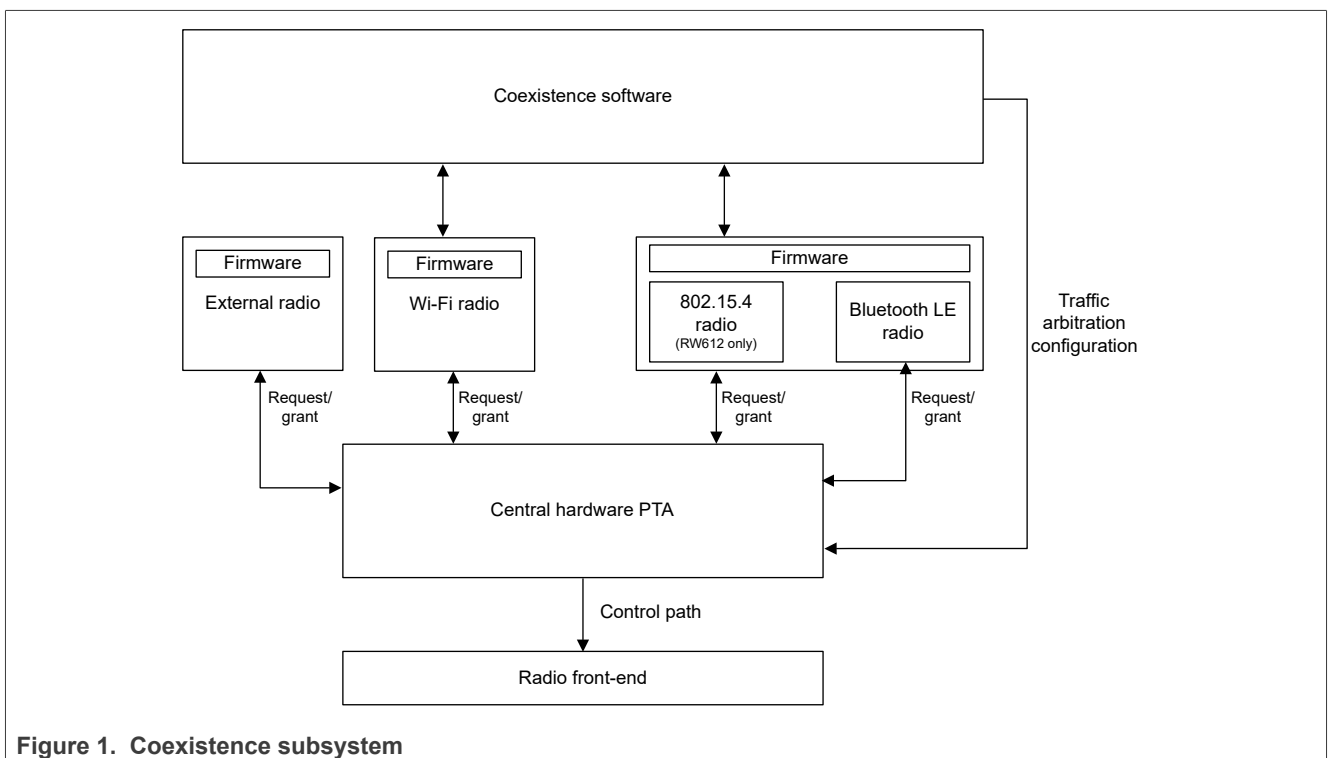 Coexistence software
Firmware
External radio
Firmware
Wi-Fi radio
Firmware
802.15.4
radio
(RW612 only)
Bluetooth LE
radio
Traffic
arbitration
configuration
Request/
grant
Request/
grant
Request/
grant
Request/
grant
Central hardware PTA
Control path
Radio front-end
Figure 1. Coexistence subsystem